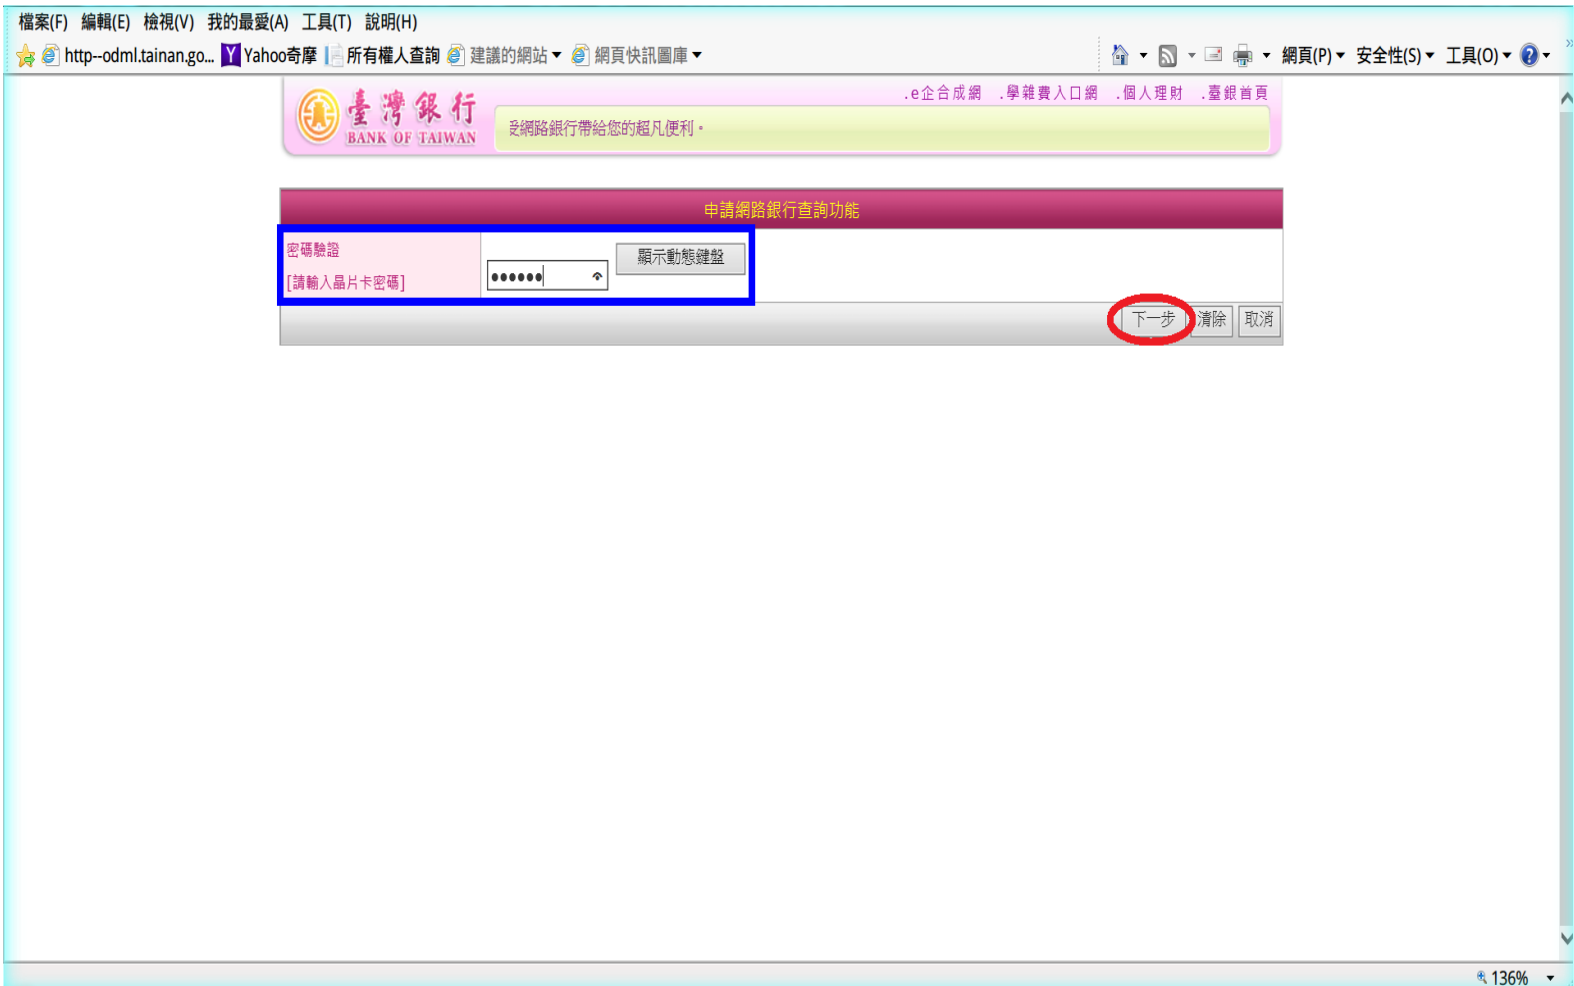 檔案(F) 編輯(E) 檢視(V) 我的最愛(A) 工具(T) 說明(H)
http--odml.tainan.go... Yahoo奇摩 所有權人查詢 建議的網站 網頁快訊圖庫 網頁(P) 安全性(S) 工具(O)
.e企合成網 .學雜費入口網 .個人理財 .臺銀首頁
臺灣銀行
BANK OF TAIWAN
受網路銀行帶給您的超凡便利。
申請網路銀行查詢功能
密碼驗證
[請輸入晶片卡密碼]
●●●●●● 顯示動態鍵盤
下一步 清除 取消
136%